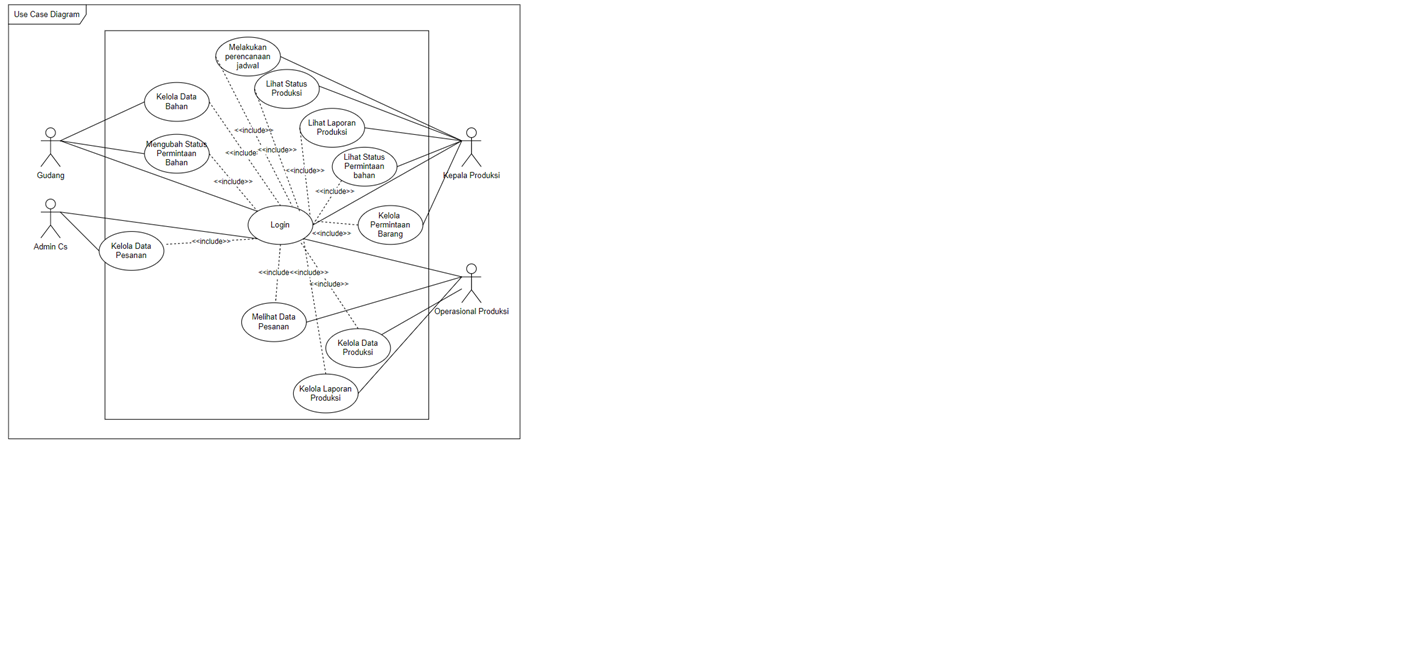 Use Case Diagram
Melakukan
perencanaan
jadwal
Lihat Status
Produksi
Kelola Data
Bahan
Lihat Laporan
Produksi
<<include>>
Mengubah Status
Permintaan
Bahan
<<include
<<include>>
Lihat Status
Permintaan
bahan
Gudang
<<include>>
Kepala Produksi
<<include>>
<<include>>
Kelola
Permintaan
Barang
Login
<<include>>
Admin Cs
Kelola Data
Pesanan
<<include>>
<<include
<<include>>
<<include>>
Operasional Produksi
Melihat Data
Pesanan
Kelola Data
Produksi
Kelola Laporan
Produksi